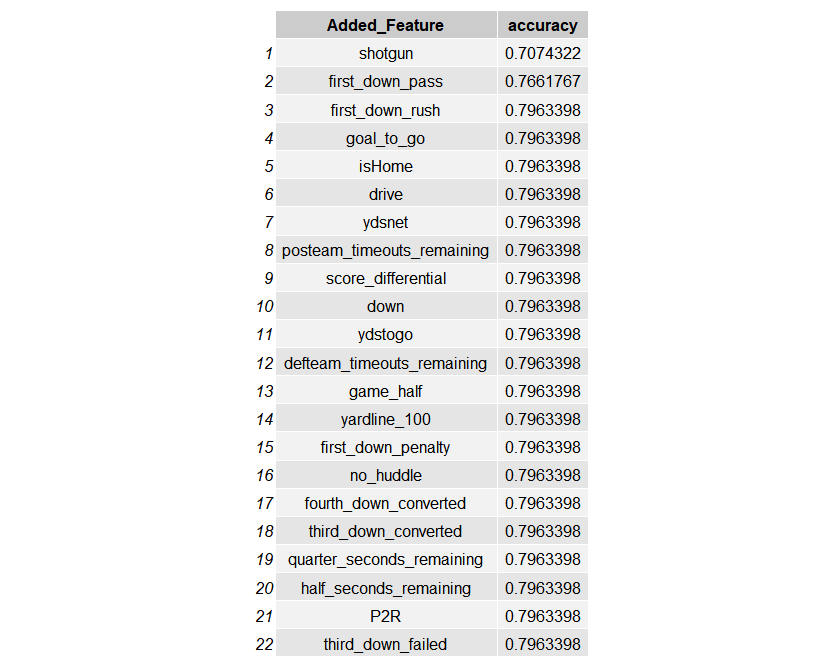 Added_Feature accuracy
1 shotgun 0.7074322
2 first_down_pass 0.7661767
3 first_down_rush 0.7963398
4 goal_to_go 0.7963398
5 isHome 0.7963398
6 drive 0.7963398
7 ydsnet 0.7963398
8 posteam_timeouts_remaining 0.7963398
9 score_differential 0.7963398
10 down 0.7963398
11 ydstogo 0.7963398
12 defteam_timeouts_remaining 0.7963398
13 game_half 0.7963398
14 yardline_100 0.7963398
15 first_down_penalty 0.7963398
16 no_huddle 0.7963398
17 fourth_down_converted 0.7963398
18 third_down_converted 0.7963398
19 quarter_seconds_remaining 0.7963398
20 half_seconds_remaining 0.7963398
21 P2R 0.7963398
22 third_down_failed 0.7963398